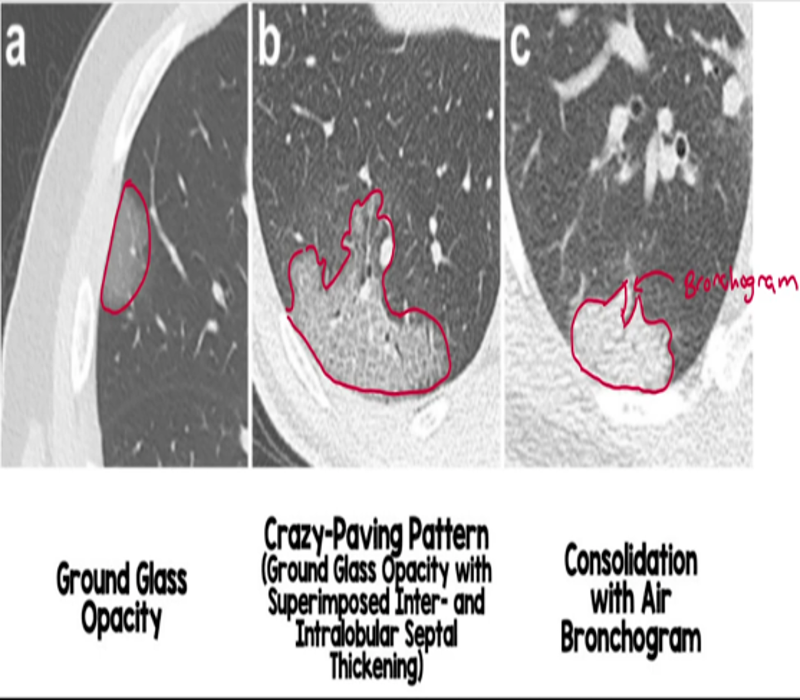 a
b
c
Bronchogram
Ground Glass
Opacity
Crazy-Paving Pattern
(Ground Glass Opacity with
Superimposed Inter- and
Intralobular Septal
Thickening)
Consolidation
with Air
Bronchogram